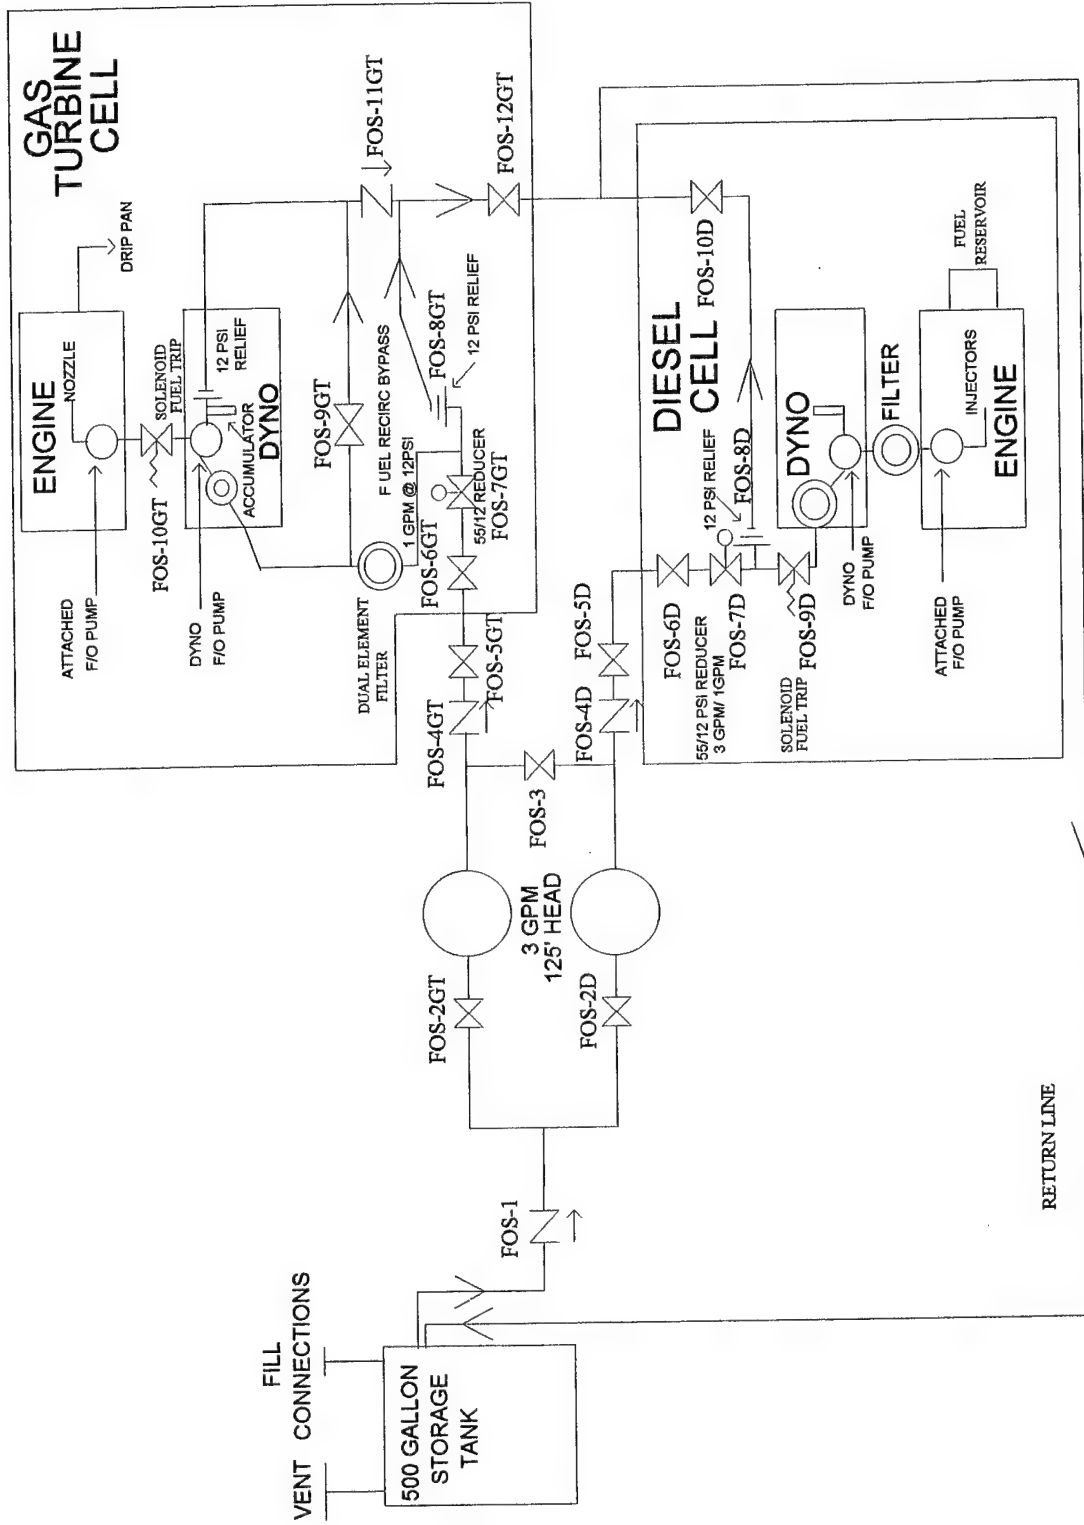 GAS
TURBINE
CELL
ENGINE
NOZZLE
DRIP PAN
ATTACHED
F/O PUMP
FOS-10GT
SOLENOID
FUEL TRIP
12 PSI
RELIEF
ACCUMULATOR
DYNO
DYNO
F/O PUMP
FOS-11GT
FOS-12GT
FOS-9GT
F UEL RECIRC BYPASS
1 GPM @ 12PSI
FOS-8GT
12 PSI RELIEF
55/12 REDUCER
FOS-7GT
FOS-6GT
DUAL ELEMENT
FILTER
FOS-5GT
FOS-4GT
FOS-3
FOS-4D
FOS-5D
3 GPM
125' HEAD
FOS-2GT
FOS-2D
FOS-1
FILL
VENT CONNECTIONS
500 GALLON
STORAGE
TANK
RETURN LINE
DIESEL
CELL
FOS-10D
FOS-6D
55/12 PSI REDUCER
3 GPM/ 1GPM
FOS-7D
12 PSI RELIEF
FOS-8D
SOLENOID
FUEL TRIP
FOS-9D
DYNO
DYNO
F/O PUMP
FILTER
ATTACHED
F/O PUMP
INJECTORS
ENGINE
FUEL
RESERVOIR